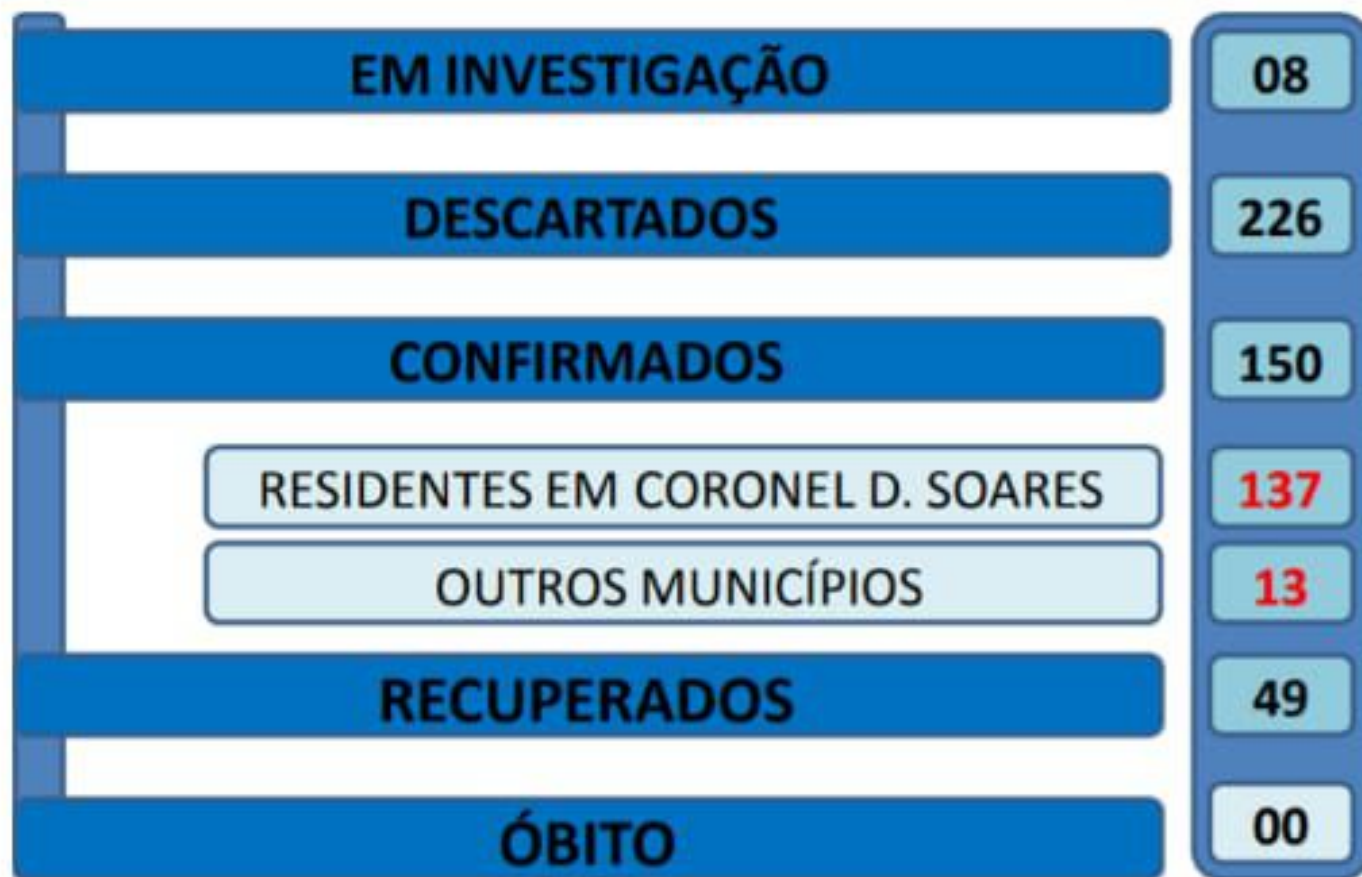 EM INVESTIGAÇÃO 08
DESCARTADOS 226
CONFIRMADOS 150
RESIDENTES EM CORONEL D. SOARES 137
OUTROS MUNICÍPIOS 13
RECUPERADOS 49
ÓBITO 00